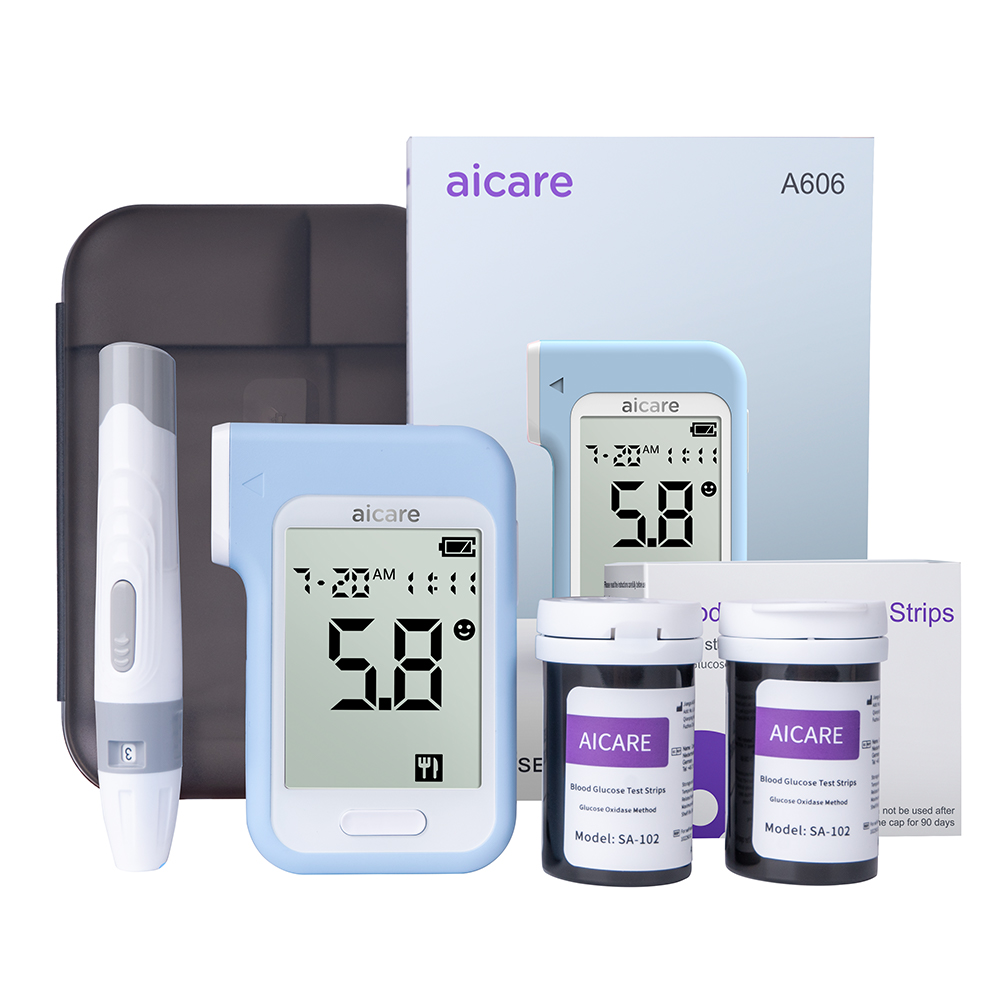 aicare
A606
aicare
7-20 AM 11:11
5.8
aicare
7-20 AM 11:11
5.8
3
Strips
SE
AICARE
Blood Glucose Test Strips
Glucose Oxidase Method
Model: SA-102
AICARE
Blood Glucose Test Strips
Glucose Oxidase Method
Model: SA-102
not be used after
cap for 90 days